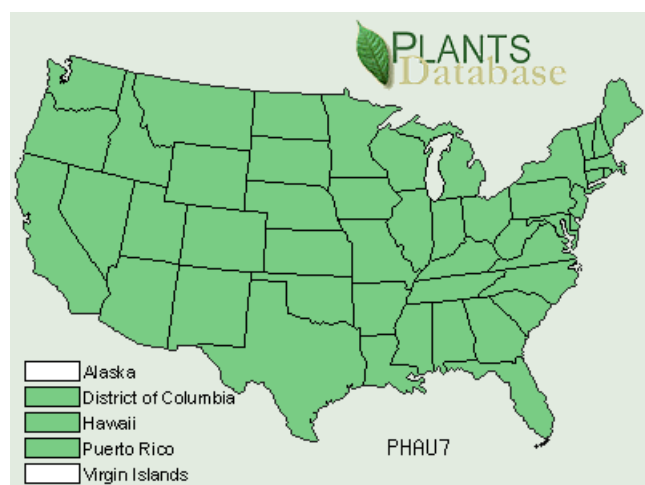 PLANTS
Database
Alaska
District of Columbia
Hawaii
Puerto Rico
Virgin Islands
PHAU7